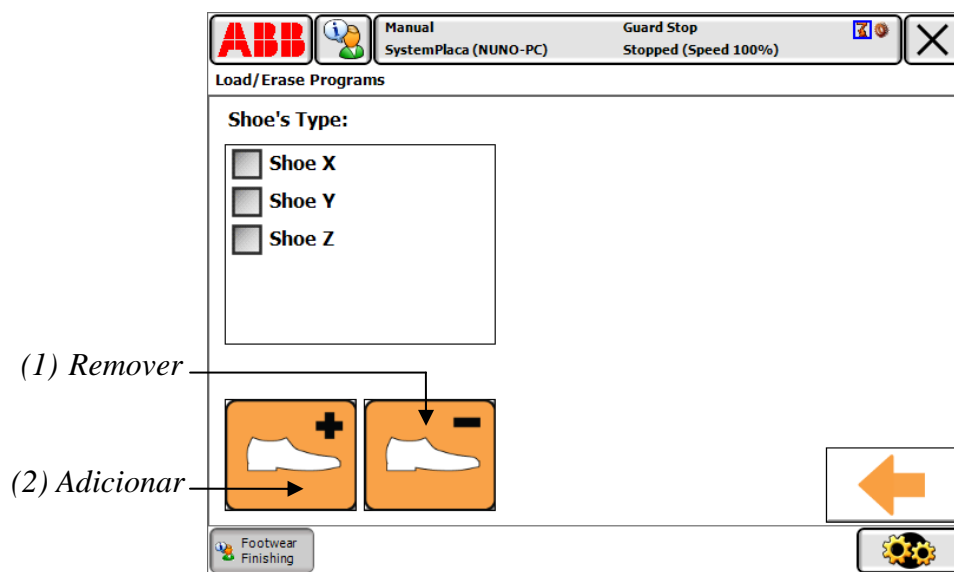 ABB
Manual
Guard Stop
SystemPlaca (NUNO-PC)
Stopped (Speed 100%)
Load/Erase Programs
Shoe's Type:
Shoe X
Shoe Y
Shoe Z
(1) Remover
(2) Adicionar
Footwear
Finishing